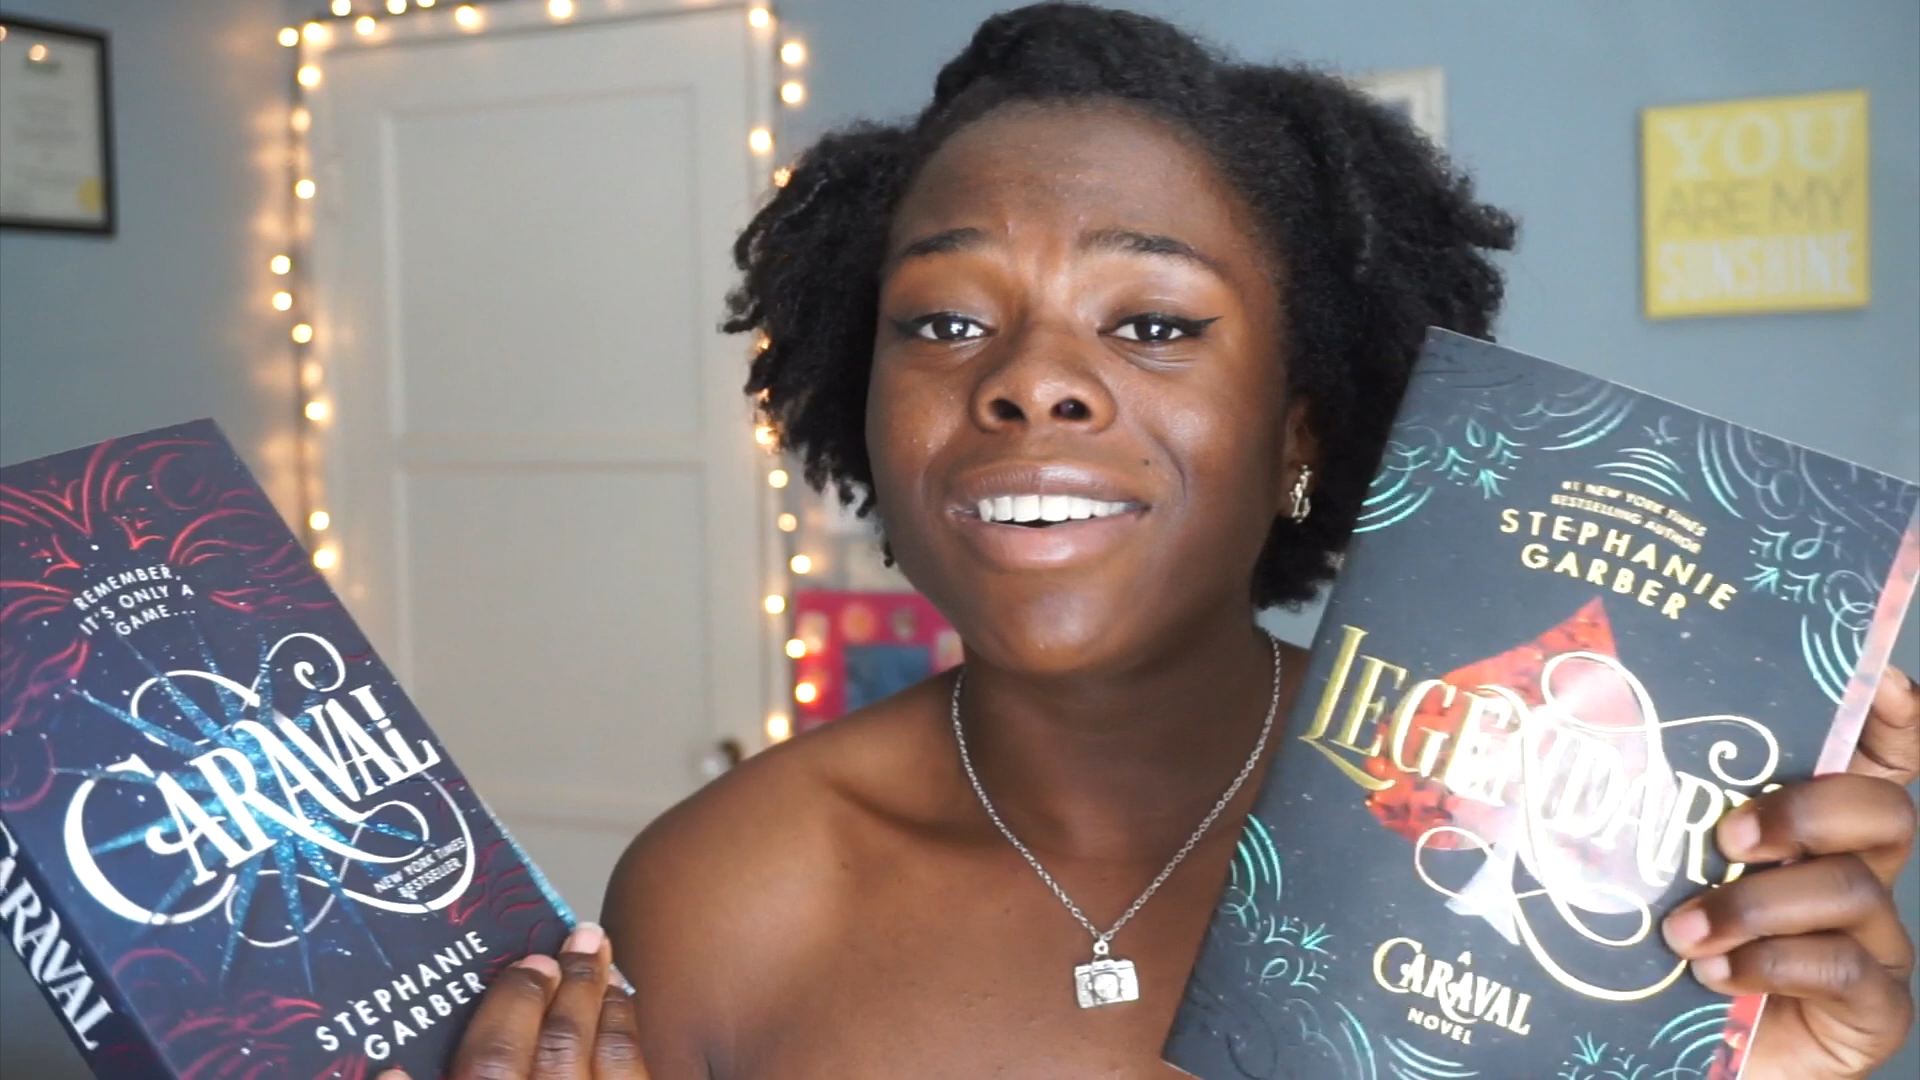 YOU
ARE MY
SUNSHINE
REMEMBER,
IT'S ONLY A
GAME...
CARAVAL
NEW YORK TIMES
BESTSELLER
STEPHANIE
GARBER
ARAVAL
#1 NEW YORK TIMES
BESTSELLING AUTHOR
STEPHANIE
GARBER
LEGENDARY
A
CARAVAL
NOVEL